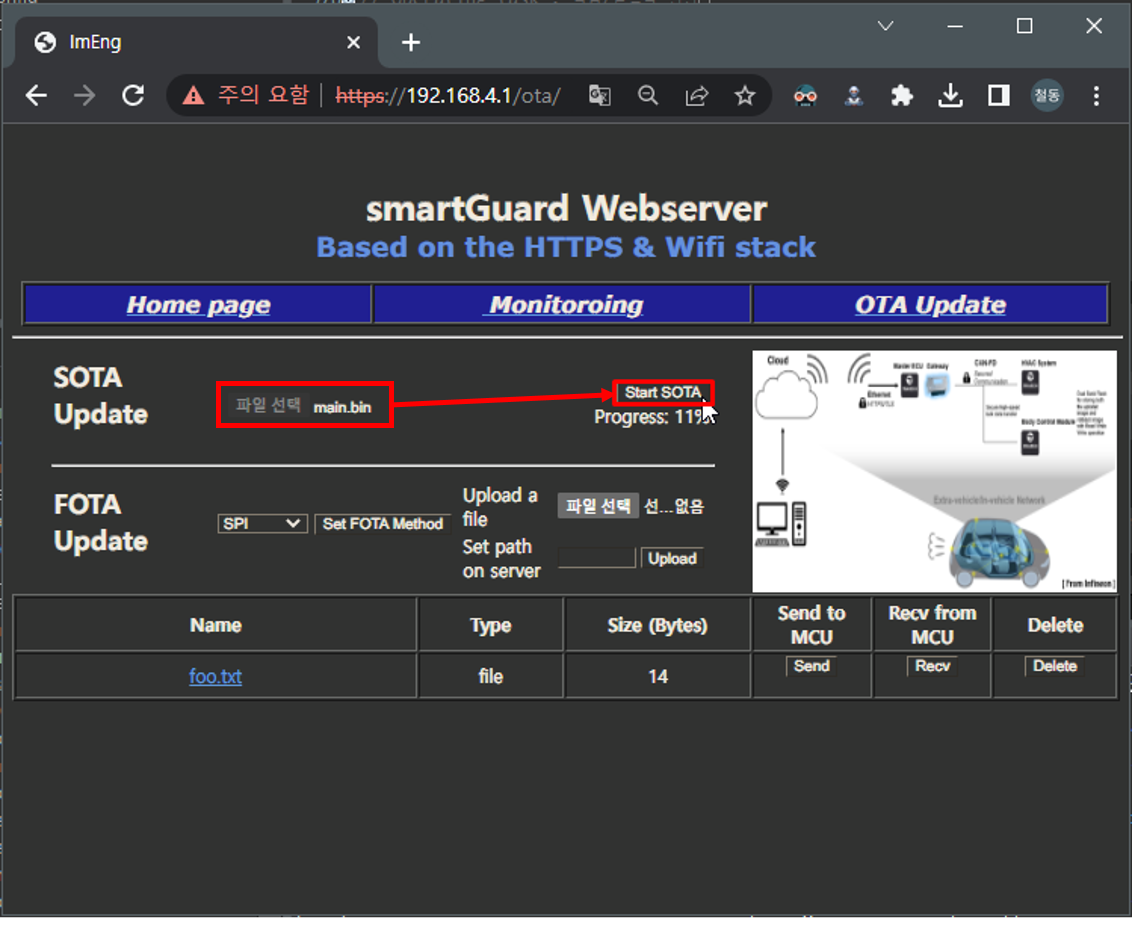 ImEng
주의 요함 https://192.168.4.1/ota/
철동
smartGuard Webserver
Based on the HTTPS & Wifi stack
Home page Monitoroing OTA Update
SOTA Update
파일 선택 main.bin
Start SOTA
Progress: 11%
FOTA Update
SPI Set FOTA Method
Upload a file
파일 선택 선...없음
Set path on server
Upload
Cloud
Gateway
Ethernet
HTTPS/TLS
CAN-FD
Secured
Communication
HVAC System
Body Control Module
Extra-vehicle/In-vehicle Network
[ From Infineon ]
Name Type Size (Bytes) Send to MCU Recv from MCU Delete
foo.txt file 14 Send Recv Delete